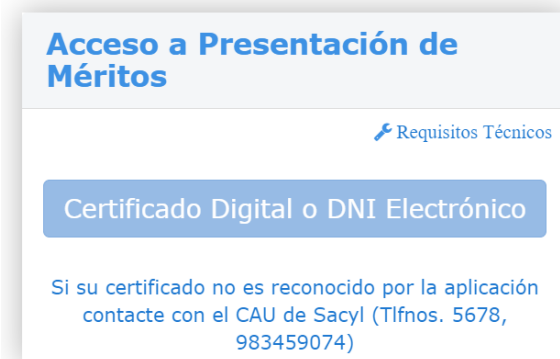 Acceso a Presentación de
Méritos
Requisitos Técnicos
Certificado Digital o DNI Electrónico
Si su certificado no es reconocido por la aplicación
contacte con el CAU de Sacyl (Tlfnos. 5678,
983459074)